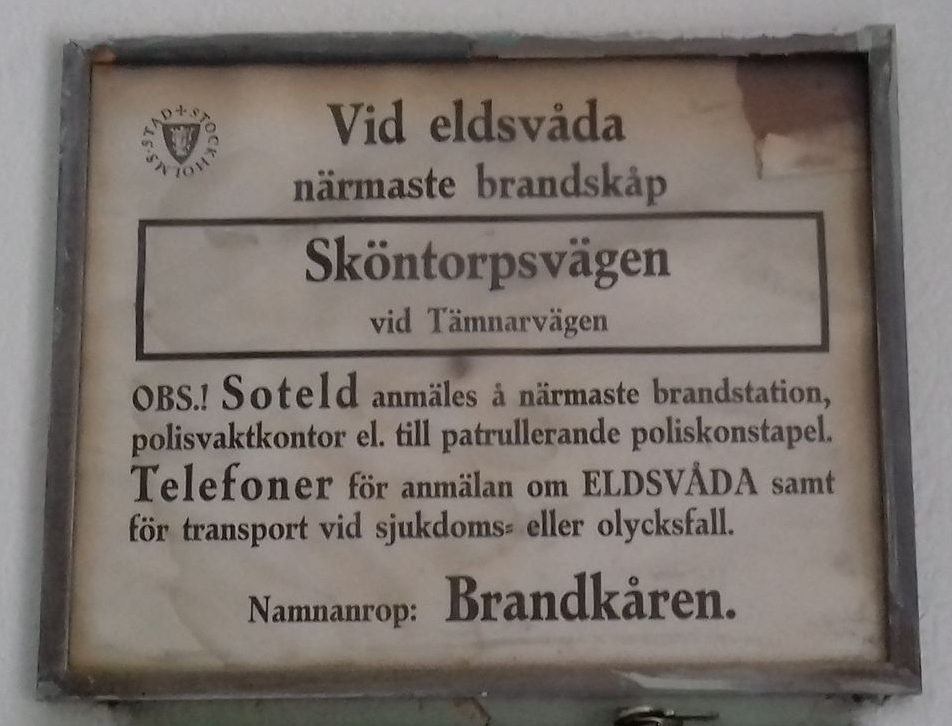 STOCKHOLMS·STAD
Vid eldsvåda
närmaste brandskåp
Sköntorpsvägen
vid Tämnarvägen
OBS.! Soteld anmäles å närmaste brandstation,
polisvaktkontor el. till patrullerande poliskonstapel.
Telefoner för anmälan om ELDSVÅDA samt
för transport vid sjukdoms= eller olycksfall.
Namnanrop: Brandkåren.